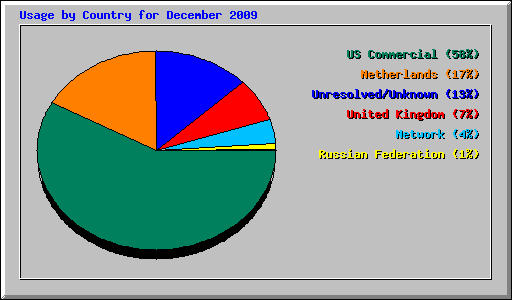 Usage by Country for December 2009
US Commercial (58%)
Netherlands (17%)
Unresolved/Unknown (13%)
United Kingdom (7%)
Network (4%)
Russian Federation (1%)